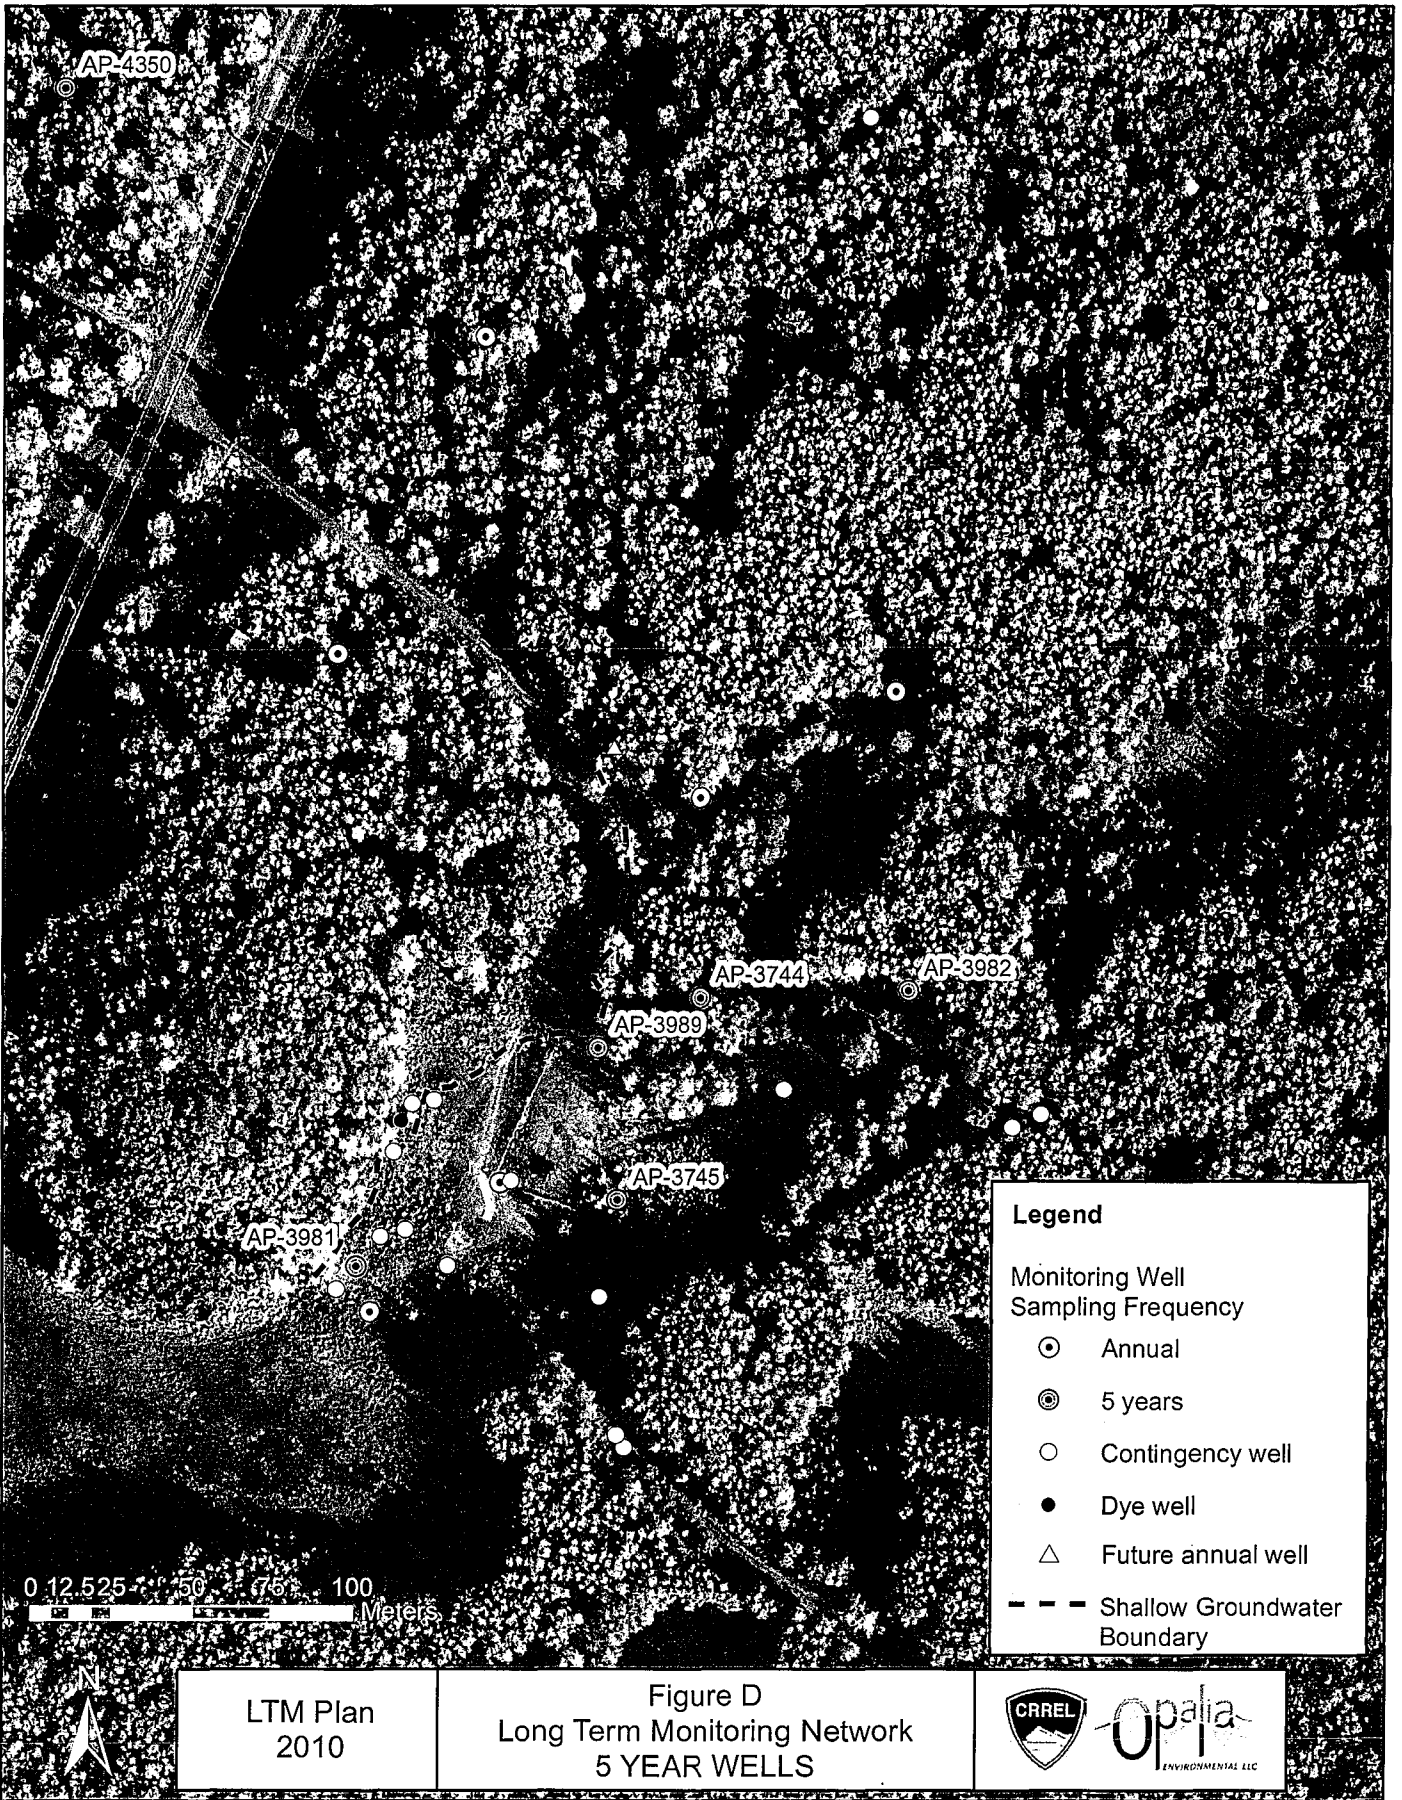 AP-4350
AP-3744
AP-3982
AP-3989
AP-3745
AP-3981
Legend
Monitoring Well
Sampling Frequency
Annual
5 years
Contingency well
Dye well
Future annual well
Shallow Groundwater
Boundary
0 12.525 50 75 100
Meters
N
LTM Plan
2010
Figure D
Long Term Monitoring Network
5 YEAR WELLS
CRREL
Opalia
ENVIRONMENTAL LLC